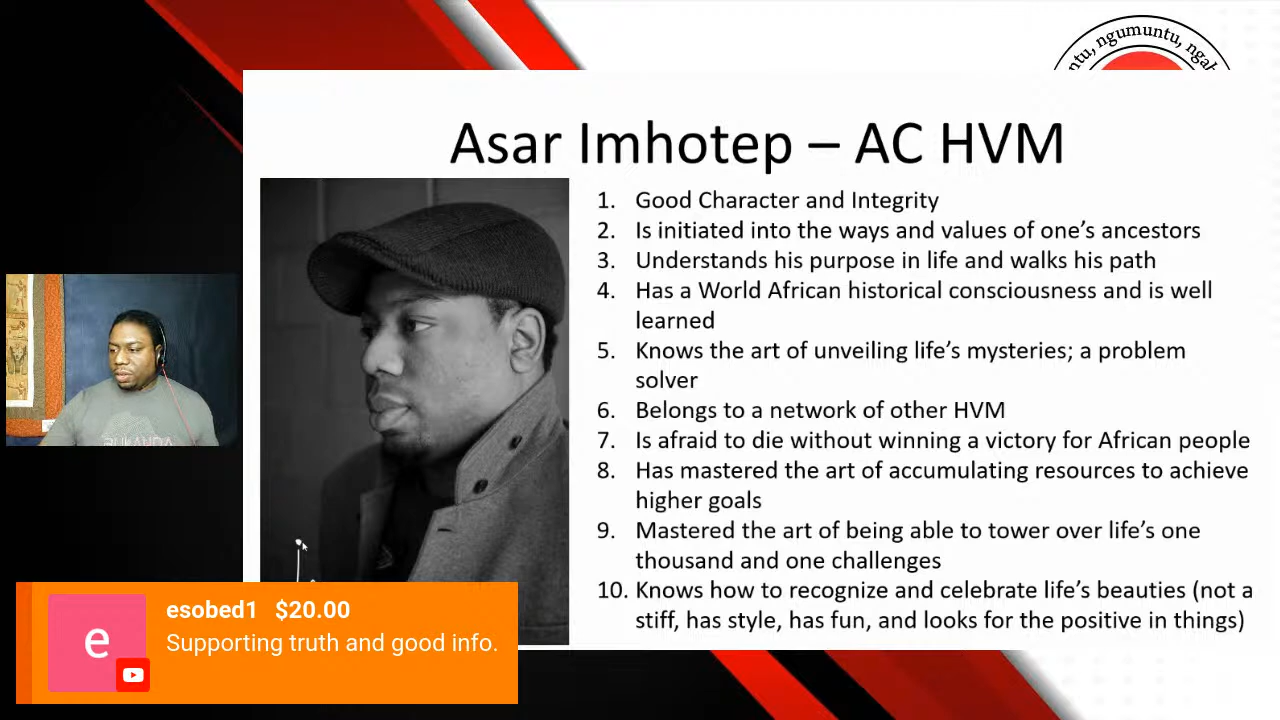 ntu, ngumuntu, ngab
Asar Imhotep – AC HVM
1. Good Character and Integrity
2. Is initiated into the ways and values of one's ancestors
3. Understands his purpose in life and walks his path
4. Has a World African historical consciousness and is well
learned
5. Knows the art of unveiling life's mysteries; a problem
solver
6. Belongs to a network of other HVM
7. Is afraid to die without winning a victory for African people
8. Has mastered the art of accumulating resources to achieve
higher goals
9. Mastered the art of being able to tower over life's one
thousand and one challenges
10. Knows how to recognize and celebrate life's beauties (not a
stiff, has style, has fun, and looks for the positive in things)
BUKANDA
e
esobed1 $20.00
Supporting truth and good info.